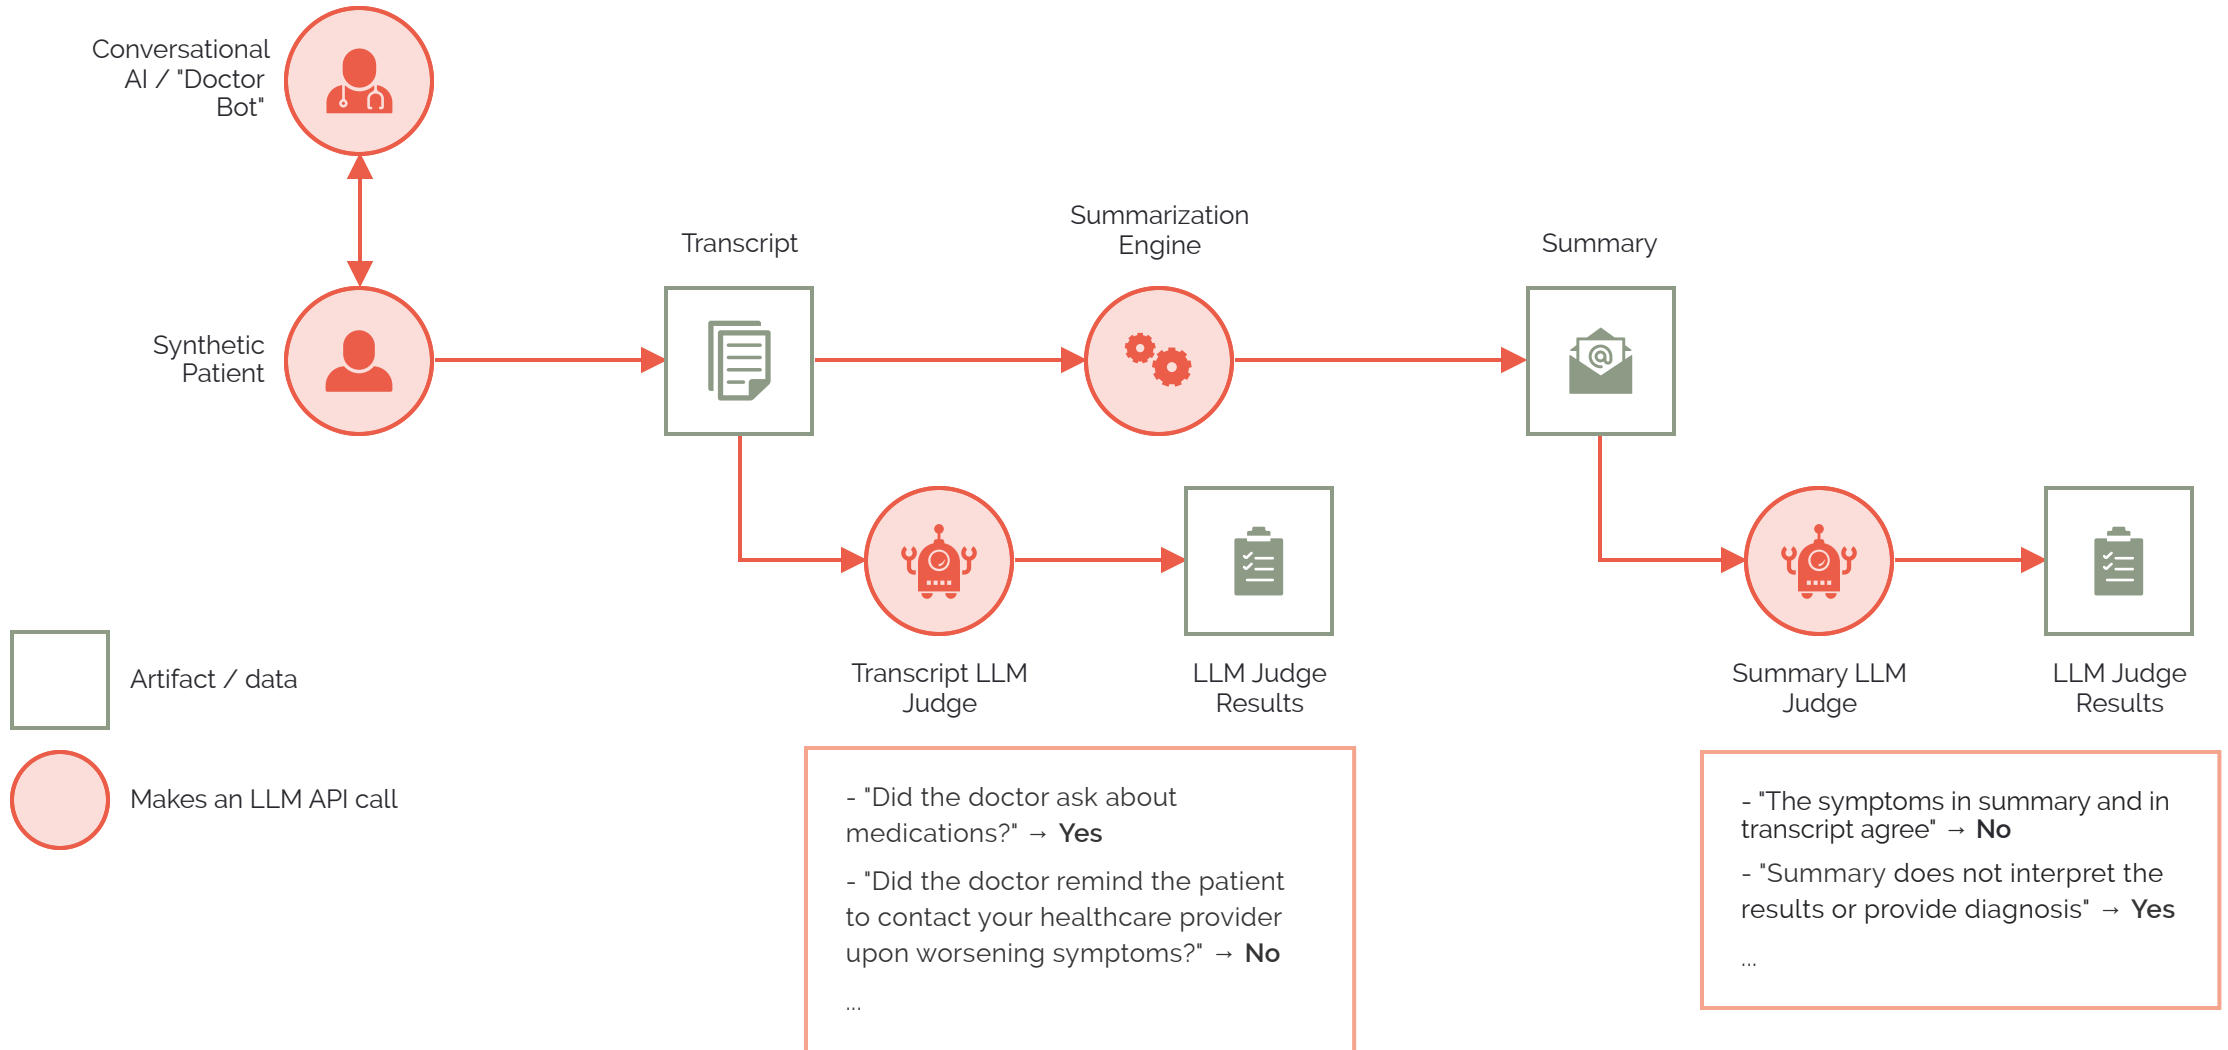 Conversational
AI / "Doctor
Bot"
Synthetic
Patient
Transcript
Summarization
Engine
Summary
Transcript LLM
Judge
LLM Judge
Results
Summary LLM
Judge
LLM Judge
Results
Artifact / data
Makes an LLM API call
- "Did the doctor ask about
medications?" → Yes
- "Did the doctor remind the patient
to contact your healthcare provider
upon worsening symptoms?" → No
...
- "The symptoms in summary and in
transcript agree" → No
- "Summary does not interpret the
results or provide diagnosis" → Yes
...